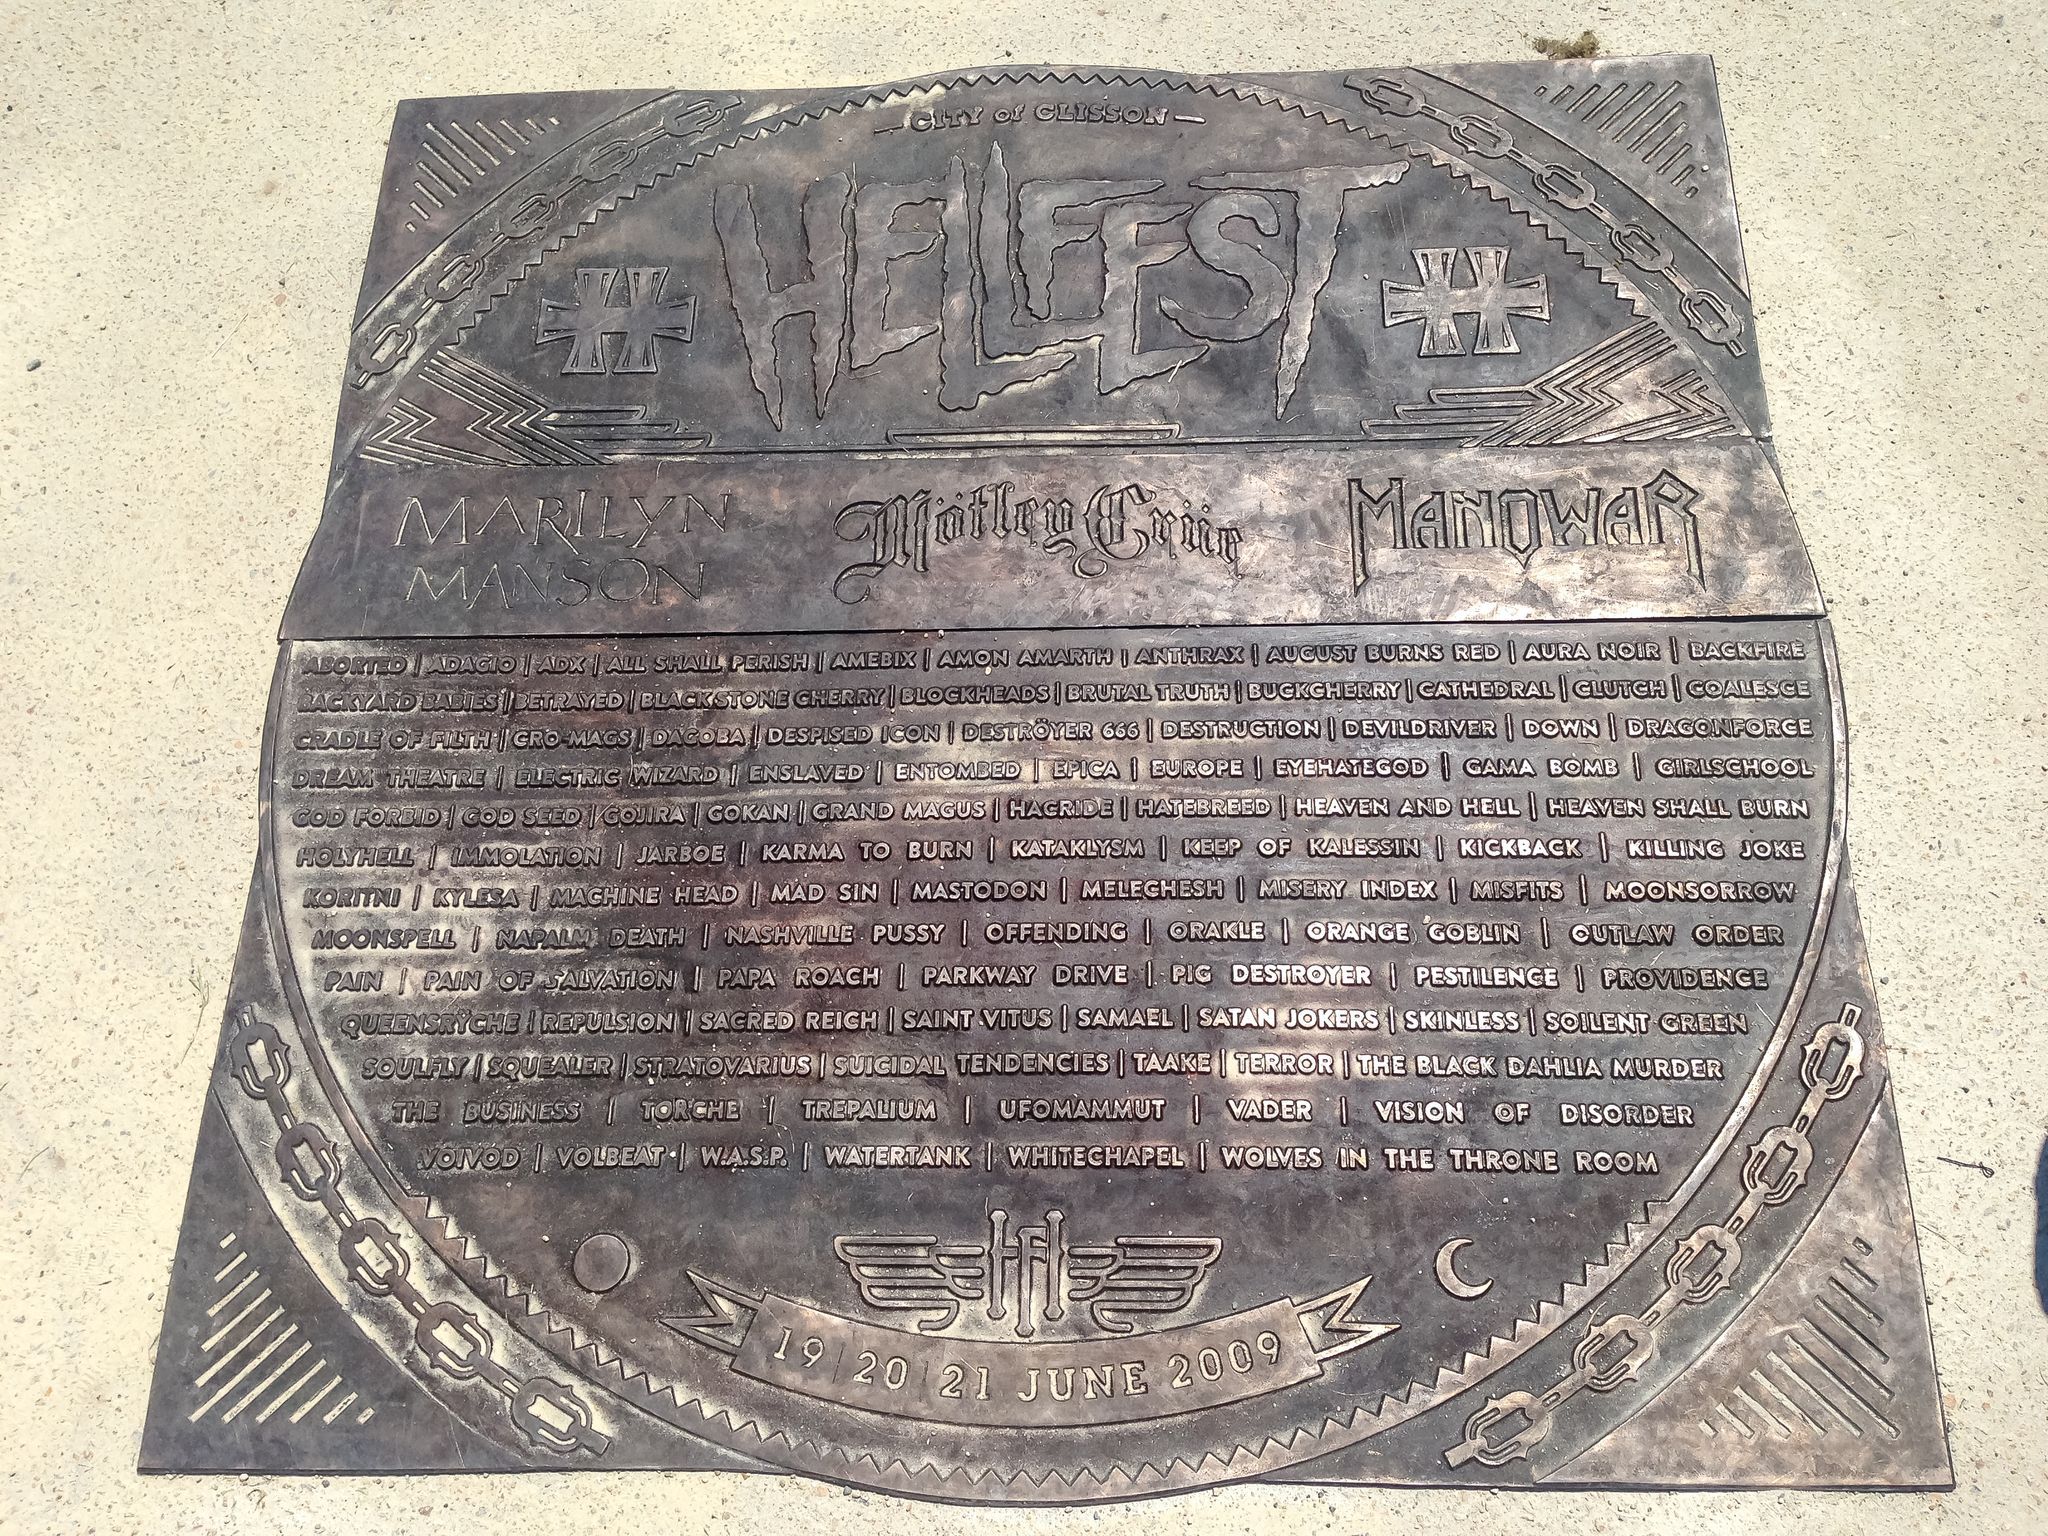 CITY of CLISSON
HELLFEST
MARILYN MANSON
Mötley Crüe
MANOWAR
ABORTED | ADAGIO | ADX | ALL SHALL PERISH | AMEBIX | AMON AMARTH | ANTHRAX | AUGUST BURNS RED | AURA NOIR | BACKFIRE
BACKYARD BABIES | BETRAYED | BLACK STONE CHERRY | BLOCKHEADS | BRUTAL TRUTH | BUCKCHERRY | CATHEDRAL | CLUTCH | COALESCE
CRADLE OF FILTH | CRO-MAGS | DAGOBA | DESPISED ICON | DESTRÖYER 666 | DESTRUCTION | DEVILDRIVER | DOWN | DRAGONFORCE
DREAM THEATRE | ELECTRIC WIZARD | ENSLAVED | ENTOMBED | EPICA | EUROPE | EYEHATEGOD | GAMA BOMB | GIRLSCHOOL
GOD FORBID | GOD SEED | GOJIRA | GOKAN | GRAND MAGUS | HACRIDE | HATEBREED | HEAVEN AND HELL | HEAVEN SHALL BURN
HOLYHELL | IMMOLATION | JARBOE | KARMA TO BURN | KATAKLYSM | KEEP OF KALESSIN | KICKBACK | KILLING JOKE
KORITNI | KYLESA | MACHINE HEAD | MAD SIN | MASTODON | MELECHESH | MISERY INDEX | MISFITS | MOONSORROW
MOONSPELL | NAPALM DEATH | NASHVILLE PUSSY | OFFENDING | ORAKLE | ORANGE GOBLIN | OUTLAW ORDER
PAIN | PAIN OF SALVATION | PAPA ROACH | PARKWAY DRIVE | PIG DESTROYER | PESTILENCE | PROVIDENCE
QUEENSRŸCHE | REPULSION | SACRED REICH | SAINT VITUS | SAMAEL | SATAN JOKERS | SKINLESS | SOILENT GREEN
SOULFLY | SQUEALER | STRATOVARIUS | SUICIDAL TENDENCIES | TAAKE | TERROR | THE BLACK DAHLIA MURDER
THE BUSINESS | TORCHE | TREPALIUM | UFOMAMMUT | VADER | VISION OF DISORDER
VOIVOD | VOLBEAT | W.A.S.P. | WATERTANK | WHITECHAPEL | WOLVES IN THE THRONE ROOM
HF
19 | 20 | 21 JUNE 2009